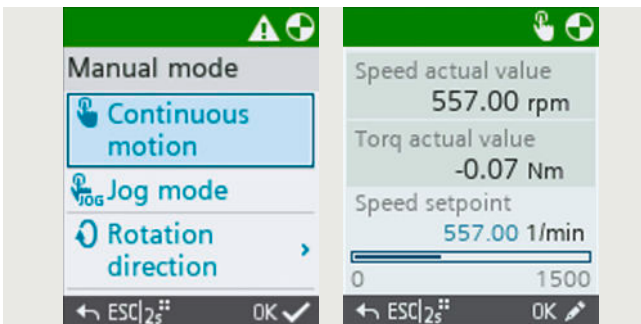 Manual mode
Continuous
motion
JOG Jog mode
Rotation
direction
ESC 2s
OK
Speed actual value
557.00 rpm
Torq actual value
-0.07 Nm
Speed setpoint
557.00 1/min
0 1500
ESC 2s
OK